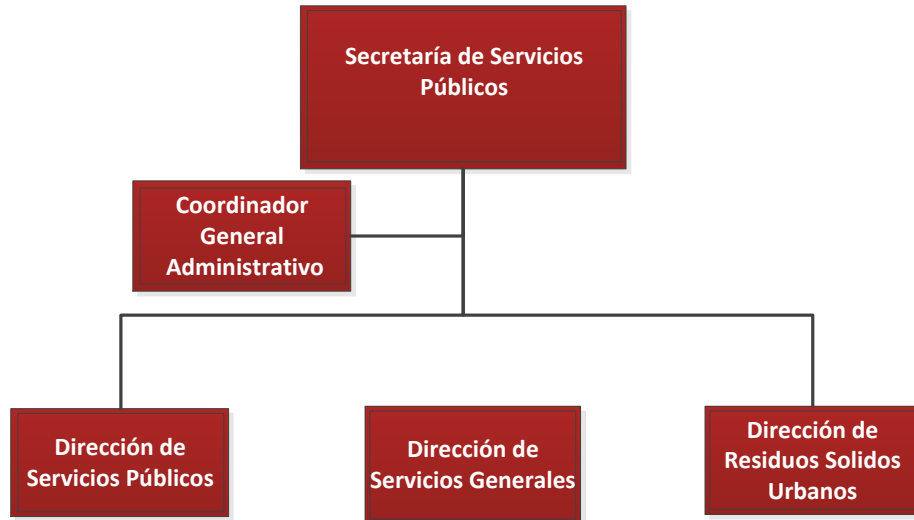 Secretaría de Servicios
Públicos
Coordinador
General
Administrativo
Dirección de
Servicios Públicos
Dirección de
Servicios Generales
Dirección de
Residuos Solidos
Urbanos